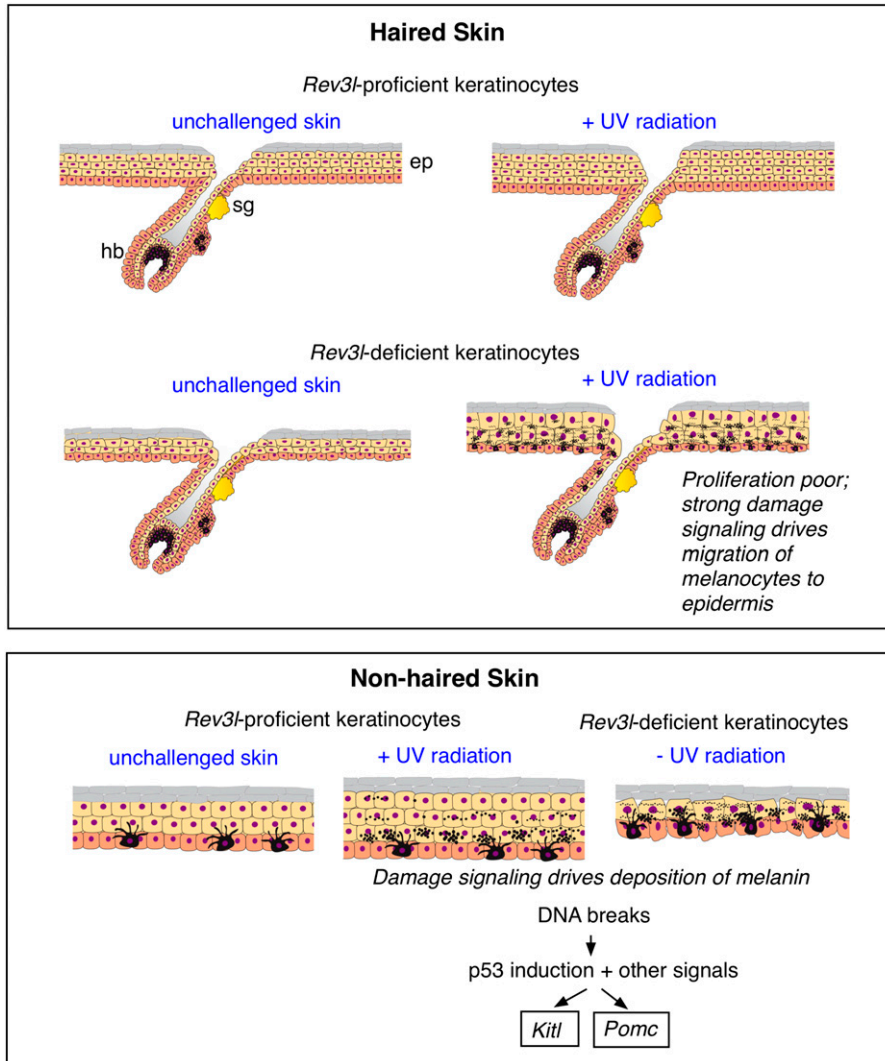 Haired Skin
Rev3l-proficient keratinocytes
unchallenged skin
+ UV radiation
ep
sg
hb
Rev3l-deficient keratinocytes
unchallenged skin
+ UV radiation
Proliferation poor;
strong damage
signaling drives
migration of
melanocytes to
epidermis
Non-haired Skin
Rev3l-proficient keratinocytes
Rev3l-deficient keratinocytes
unchallenged skin
+ UV radiation
- UV radiation
Damage signaling drives deposition of melanin
DNA breaks
p53 induction + other signals
Kitl
Pomc